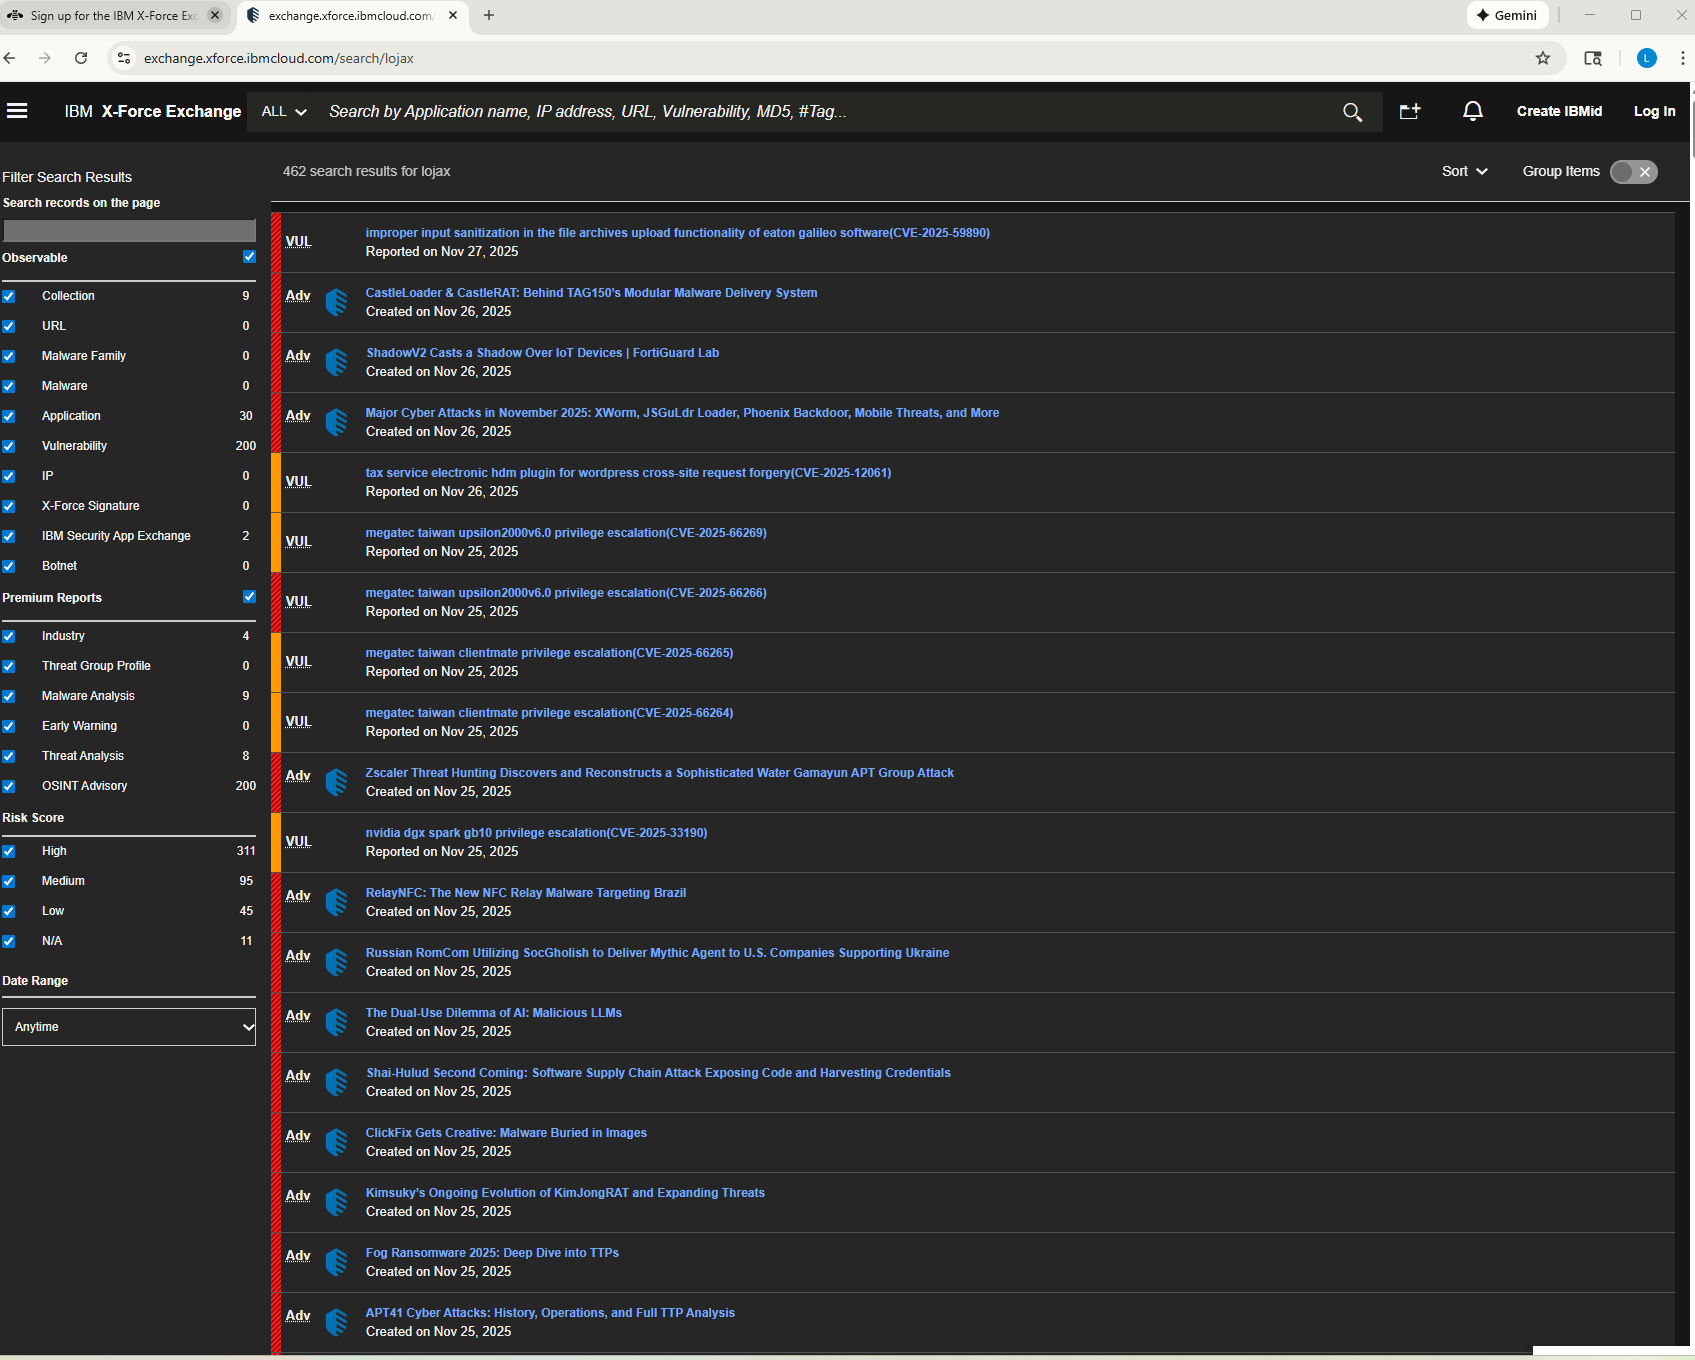 Sign up for the IBM X-Force Exc
exchange.xforce.ibmcloud.com/
Gemini
exchange.xforce.ibmcloud.com/search/lojax
L
IBM X-Force Exchange
ALL
Search by Application name, IP address, URL, Vulnerability, MD5, #Tag...
Create IBMid
Log In
Filter Search Results
Search records on the page
Observable
Collection 9
URL 0
Malware Family 0
Malware 0
Application 30
Vulnerability 200
IP 0
X-Force Signature 0
IBM Security App Exchange 2
Botnet 0
Premium Reports
Industry 4
Threat Group Profile 0
Malware Analysis 9
Early Warning 0
Threat Analysis 8
OSINT Advisory 200
Risk Score
High 311
Medium 95
Low 45
N/A 11
Date Range
Anytime
462 search results for lojax
Sort
Group Items
VUL
improper input sanitization in the file archives upload functionality of eaton galileo software(CVE-2025-59890)
Reported on Nov 27, 2025
Adv
CastleLoader & CastleRAT: Behind TAG150's Modular Malware Delivery System
Created on Nov 26, 2025
Adv
ShadowV2 Casts a Shadow Over IoT Devices | FortiGuard Lab
Created on Nov 26, 2025
Adv
Major Cyber Attacks in November 2025: XWorm, JSGuLdr Loader, Phoenix Backdoor, Mobile Threats, and More
Created on Nov 26, 2025
VUL
tax service electronic hdm plugin for wordpress cross-site request forgery(CVE-2025-12061)
Reported on Nov 26, 2025
VUL
megatec taiwan upsilon2000v6.0 privilege escalation(CVE-2025-66269)
Reported on Nov 25, 2025
VUL
megatec taiwan upsilon2000v6.0 privilege escalation(CVE-2025-66266)
Reported on Nov 25, 2025
VUL
megatec taiwan clientmate privilege escalation(CVE-2025-66265)
Reported on Nov 25, 2025
VUL
megatec taiwan clientmate privilege escalation(CVE-2025-66264)
Reported on Nov 25, 2025
Adv
Zscaler Threat Hunting Discovers and Reconstructs a Sophisticated Water Gamayun APT Group Attack
Created on Nov 25, 2025
VUL
nvidia dgx spark gb10 privilege escalation(CVE-2025-33190)
Reported on Nov 25, 2025
Adv
RelayNFC: The New NFC Relay Malware Targeting Brazil
Created on Nov 25, 2025
Adv
Russian RomCom Utilizing SocGholish to Deliver Mythic Agent to U.S. Companies Supporting Ukraine
Created on Nov 25, 2025
Adv
The Dual-Use Dilemma of AI: Malicious LLMs
Created on Nov 25, 2025
Adv
Shai-Hulud Second Coming: Software Supply Chain Attack Exposing Code and Harvesting Credentials
Created on Nov 25, 2025
Adv
ClickFix Gets Creative: Malware Buried in Images
Created on Nov 25, 2025
Adv
Kimsuky's Ongoing Evolution of KimJongRAT and Expanding Threats
Created on Nov 25, 2025
Adv
Fog Ransomware 2025: Deep Dive into TTPs
Created on Nov 25, 2025
Adv
APT41 Cyber Attacks: History, Operations, and Full TTP Analysis
Created on Nov 25, 2025